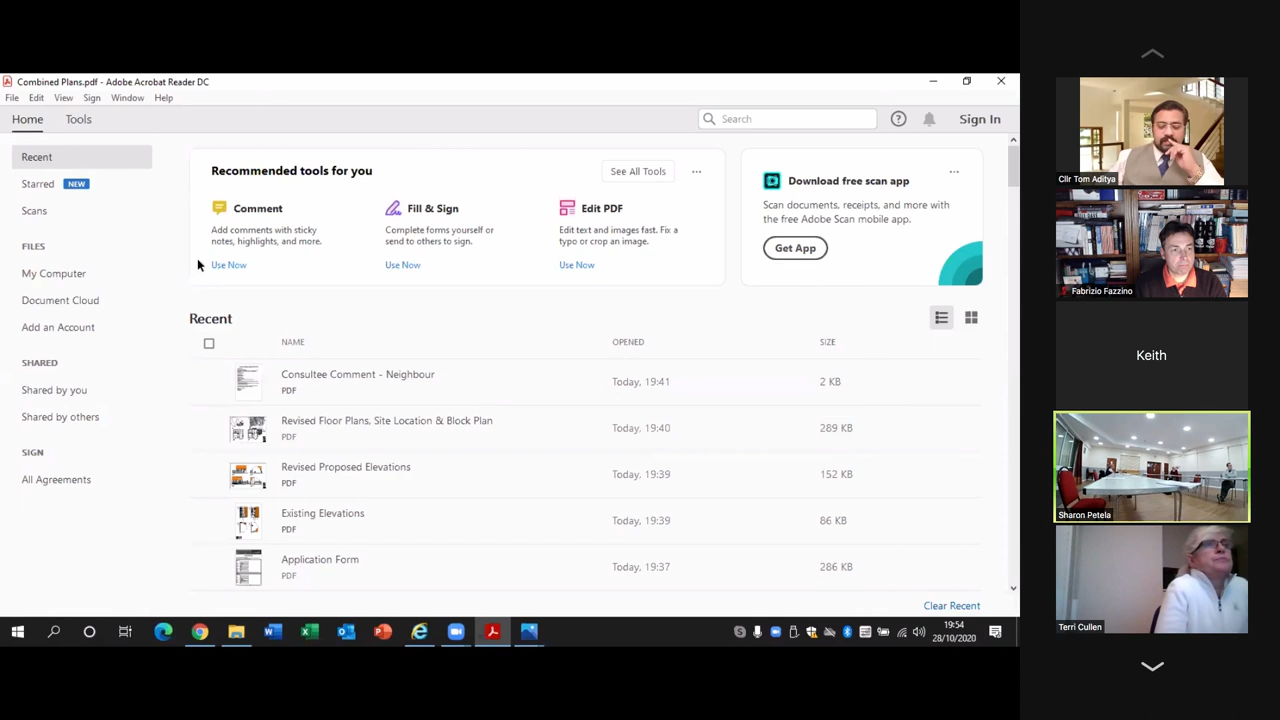 Combined Plans.pdf - Adobe Acrobat Reader DC
File Edit View Sign Window Help
Home Tools
Search
Sign In
Recent
Starred NEW
Scans
FILES
My Computer
Document Cloud
Add an Account
SHARED
Shared by you
Shared by others
SIGN
All Agreements
Recommended tools for you
See All Tools
Comment
Add comments with sticky
notes, highlights, and more.
Use Now
Fill & Sign
Complete forms yourself or
send to others to sign.
Use Now
Edit PDF
Edit text and images fast. Fix a
typo or crop an image.
Use Now
Download free scan app
Scan documents, receipts, and more with
the free Adobe Scan mobile app.
Get App
Recent
NAME OPENED SIZE
Consultee Comment - Neighbour
PDF
Today, 19:41 2 KB
Revised Floor Plans, Site Location & Block Plan
PDF
Today, 19:40 289 KB
Revised Proposed Elevations
PDF
Today, 19:39 152 KB
Existing Elevations
PDF
Today, 19:39 86 KB
Application Form
PDF
Today, 19:37 286 KB
Clear Recent
19:54
28/10/2020
Cllr Tom Aditya
Fabrizio Fazzino
Keith
Sharon Petela
Terri Cullen